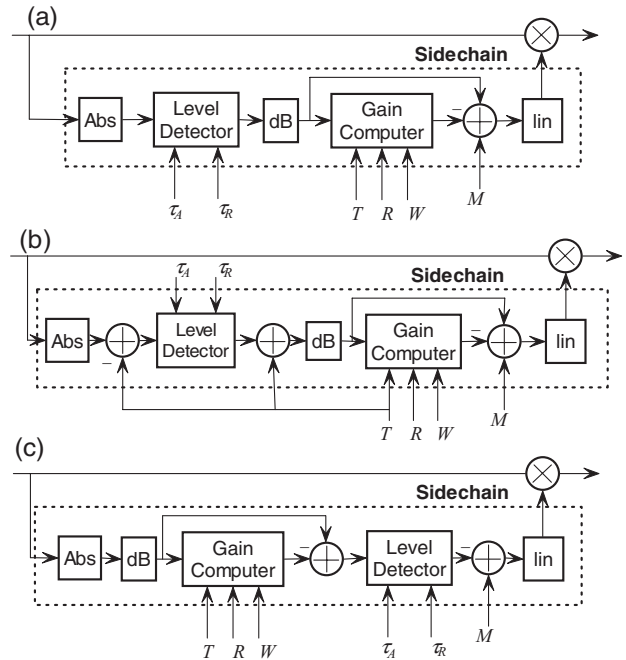 (a)
Sidechain
Abs
Level
Detector
dB
Gain
Computer
−
lin
τA
τR
T
R
W
M
(b)
τA
τR
Sidechain
Abs
−
Level
Detector
dB
Gain
Computer
−
lin
T
R
W
M
(c)
Sidechain
Abs
dB
Gain
Computer
−
Level
Detector
−
lin
T
R
W
τA
τR
M